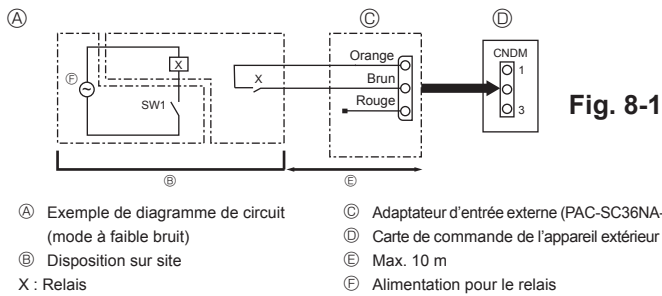 Ⓐ
Ⓒ
Ⓓ
Orange
CNDM
X
X
Brun
1
Ⓕ
SW1
Rouge
3
Fig. 8-1
Ⓑ
Ⓔ
Ⓐ Exemple de diagramme de circuit
(mode à faible bruit)
Ⓑ Disposition sur site
X : Relais
Ⓒ Adaptateur d'entrée externe (PAC-SC36NA-
Ⓓ Carte de commande de l'appareil extérieur
Ⓔ Max. 10 m
Ⓕ Alimentation pour le relais